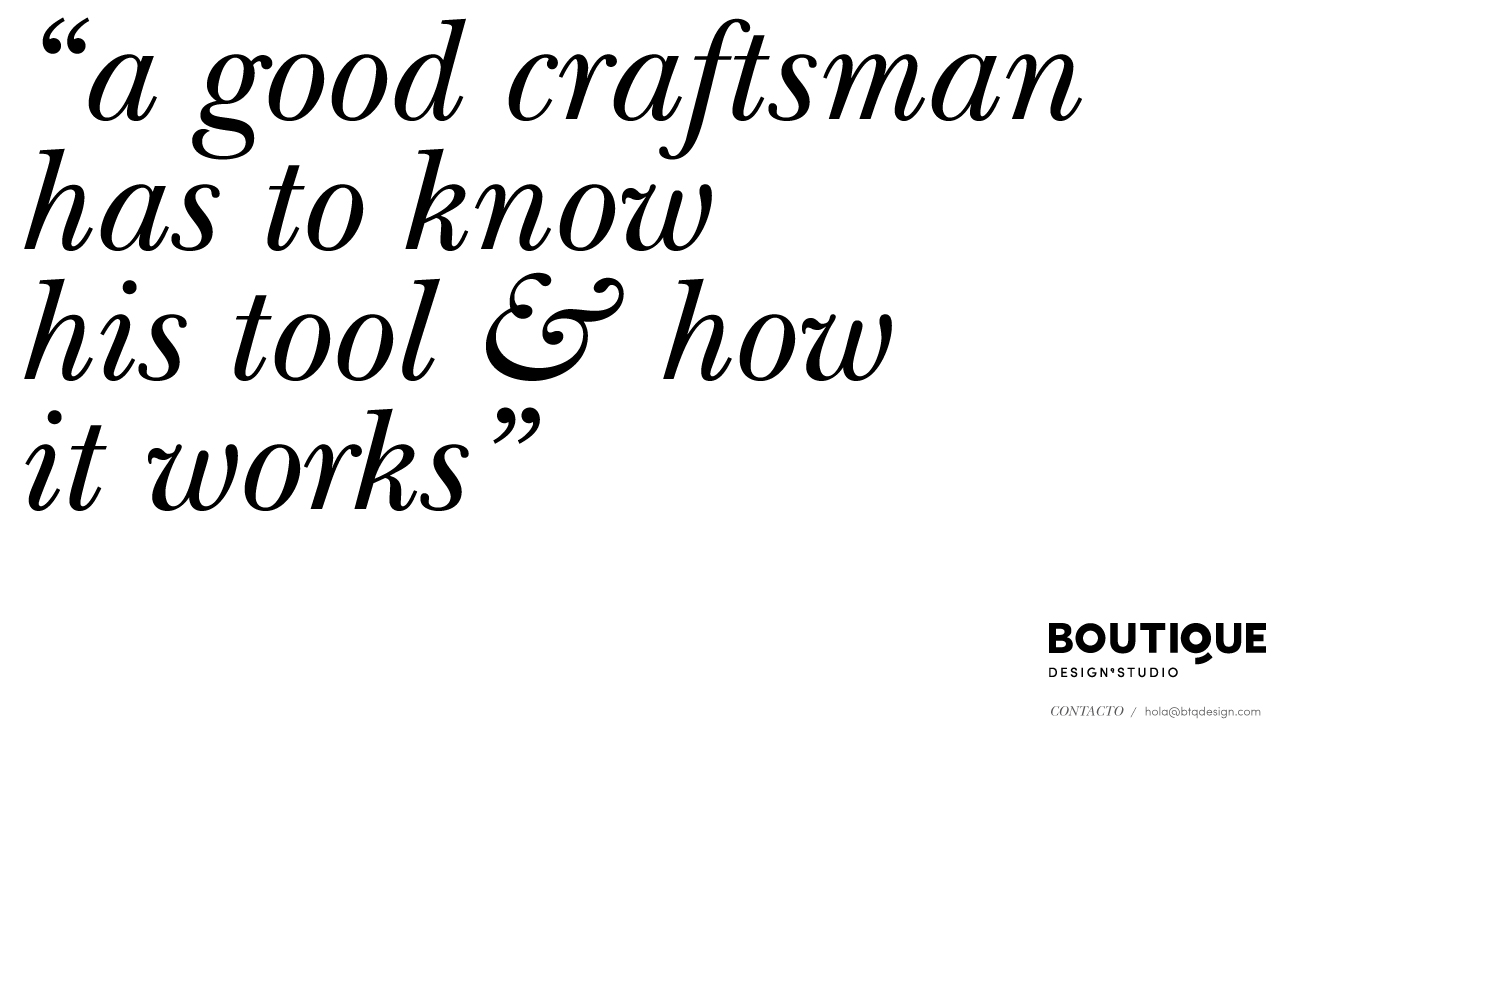 “a good craftsman
has to know
his tool & how
it works”
BOUTIQUE
DESIGN*STUDIO
CONTACTO / hola@btqdesign.com